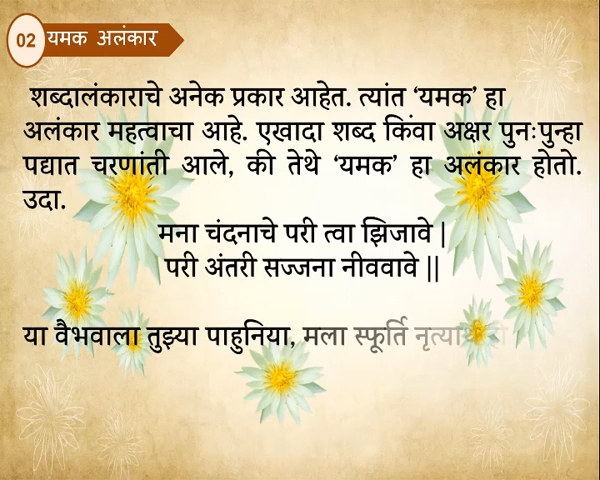 02 यमक अलंकार
शब्दालंकाराचे अनेक प्रकार आहेत. त्यांत ‘यमक’ हा
अलंकार महत्वाचा आहे. एखादा शब्द किंवा अक्षर पुनःपुन्हा
पद्यात चरणांती आले, की तेथे ‘यमक’ हा अलंकार होतो.
उदा.
मना चंदनाचे परी त्वा झिजावे |
परी अंतरी सज्जना नीववावे ||
या वैभवाला तुझ्या पाहुनिया, मला स्फूर्ति